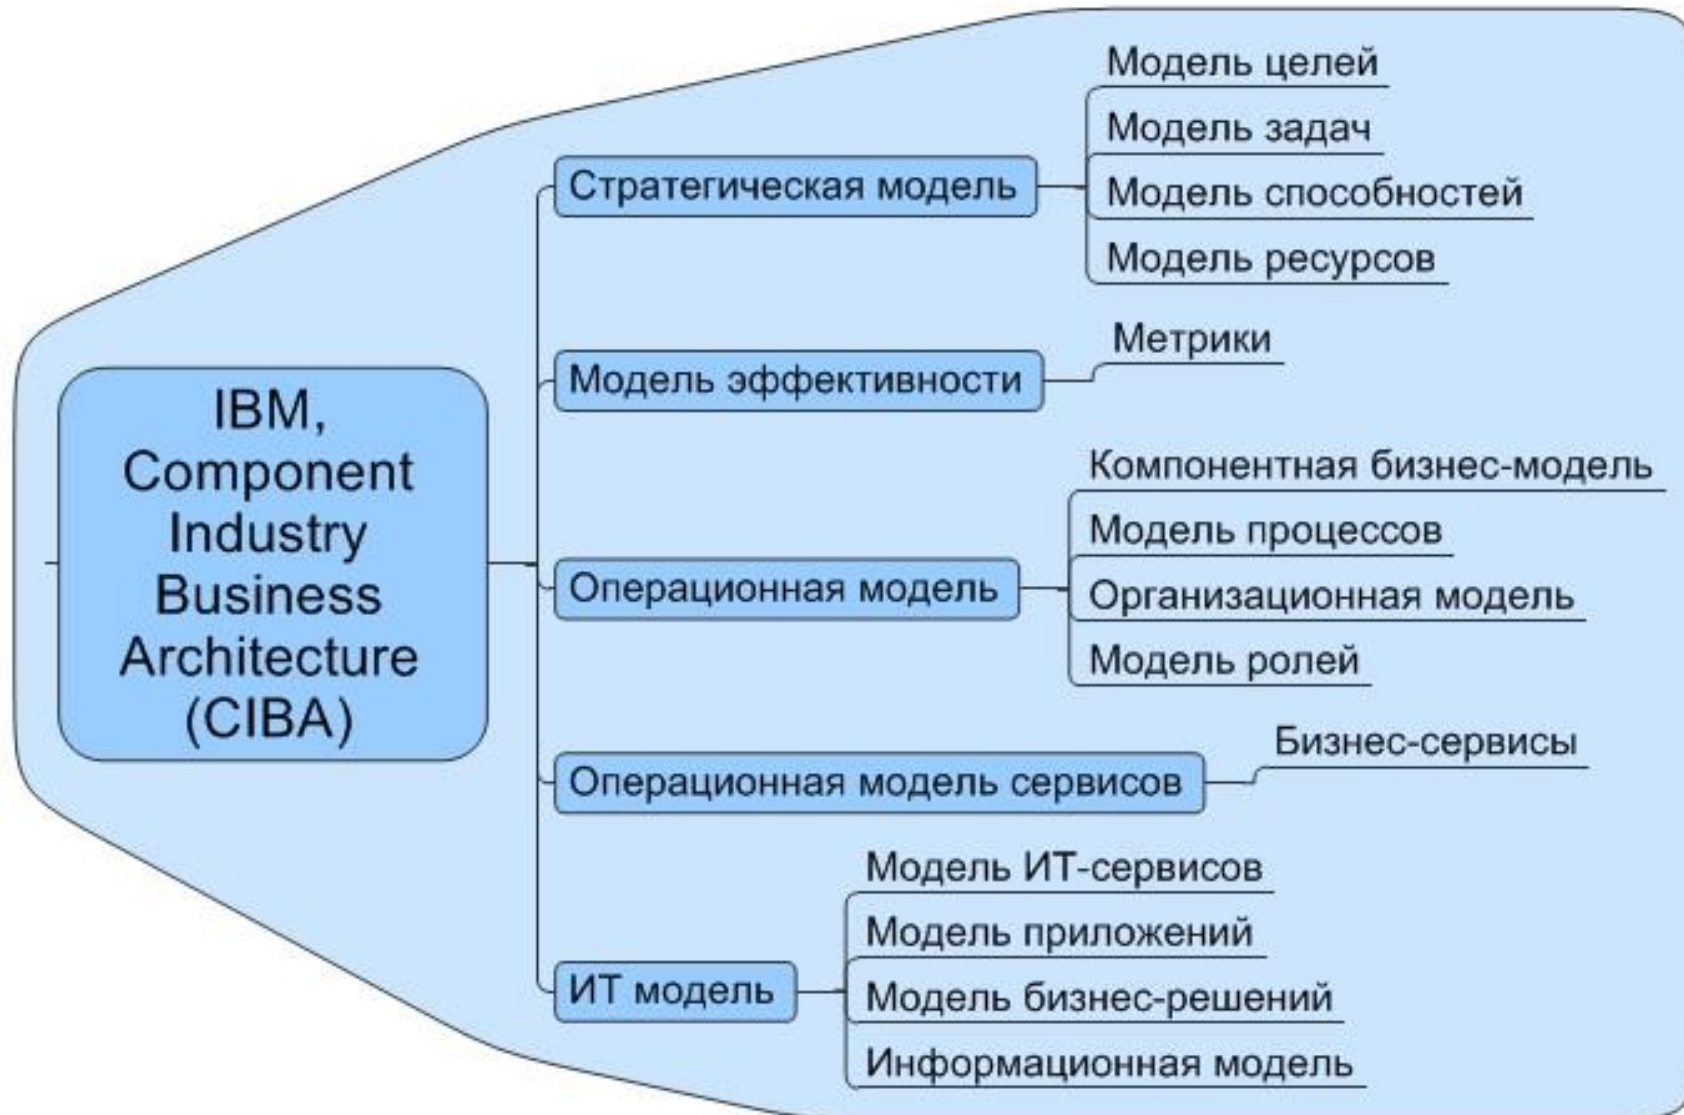 IBM,
Component
Industry
Business
Architecture
(CIBA)
Стратегическая модель
Модель целей
Модель задач
Модель способностей
Модель ресурсов
Модель эффективности
Метрики
Операционная модель
Компонентная бизнес-модель
Модель процессов
Организационная модель
Модель ролей
Операционная модель сервисов
Бизнес-сервисы
ИТ модель
Модель ИТ-сервисов
Модель приложений
Модель бизнес-решений
Информационная модель